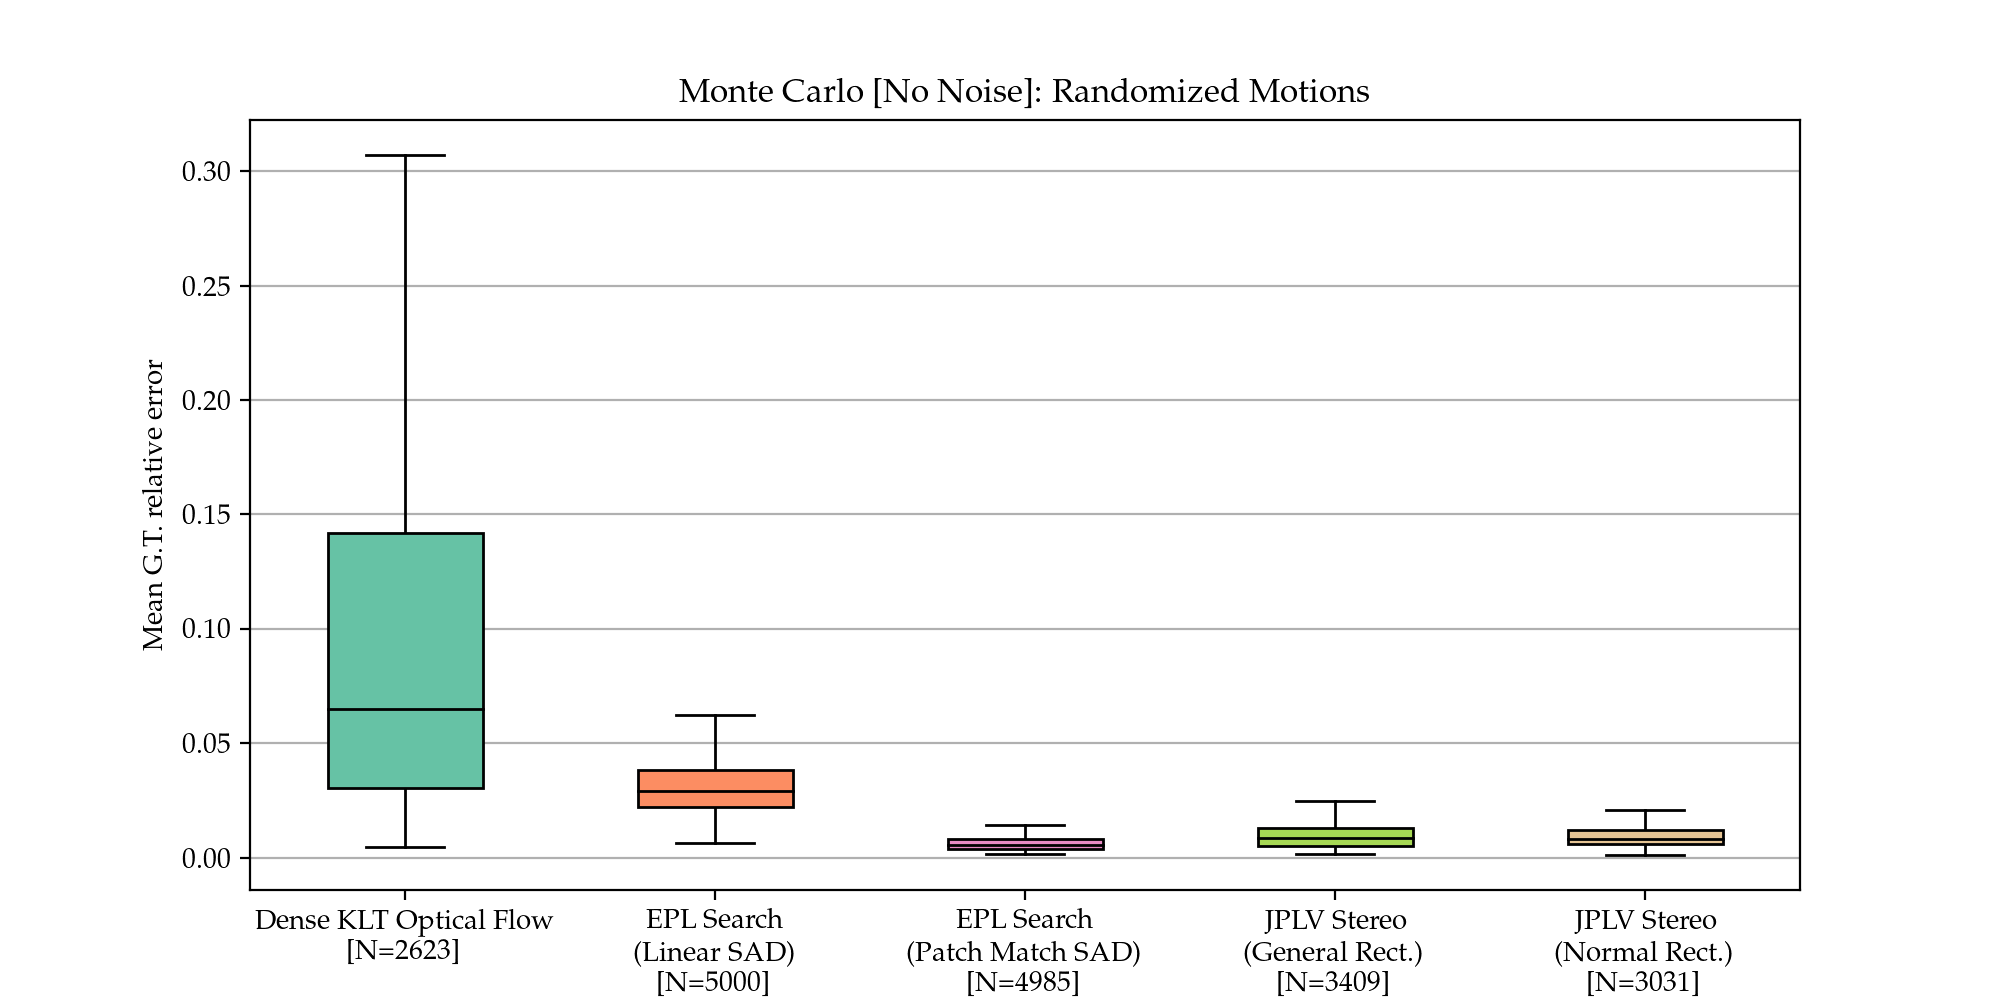 Monte Carlo [No Noise]: Randomized Motions
Mean G.T. relative error
0.30
0.25
0.20
0.15
0.10
0.05
0.00
Dense KLT Optical Flow
[N=2623]
EPL Search
(Linear SAD)
[N=5000]
EPL Search
(Patch Match SAD)
[N=4985]
JPLV Stereo
(General Rect.)
[N=3409]
JPLV Stereo
(Normal Rect.)
[N=3031]